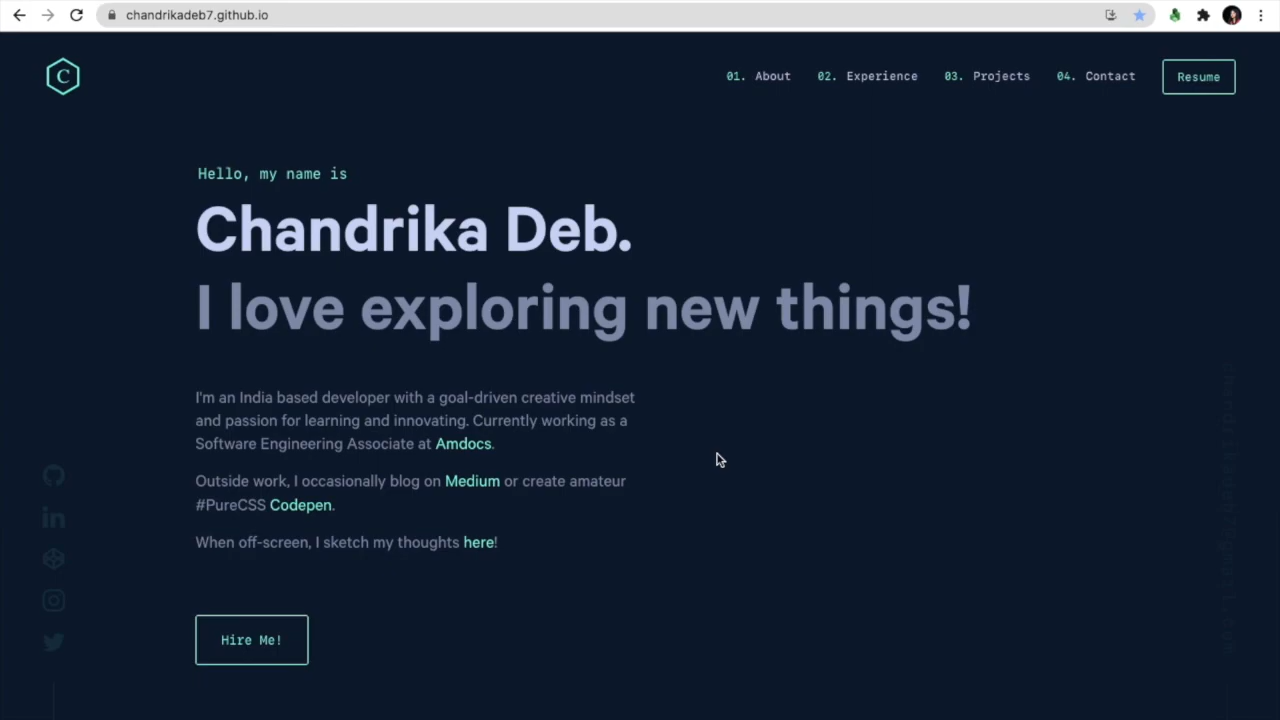 chandrikadeb7.github.io
C
01. About 02. Experience 03. Projects 04. Contact Resume
Hello, my name is
Chandrika Deb.
I love exploring new things!
I'm an India based developer with a goal-driven creative mindset
and passion for learning and innovating. Currently working as a
Software Engineering Associate at Amdocs.
Outside work, I occasionally blog on Medium or create amateur
#PureCSS Codepen.
When off-screen, I sketch my thoughts here!
Hire Me!